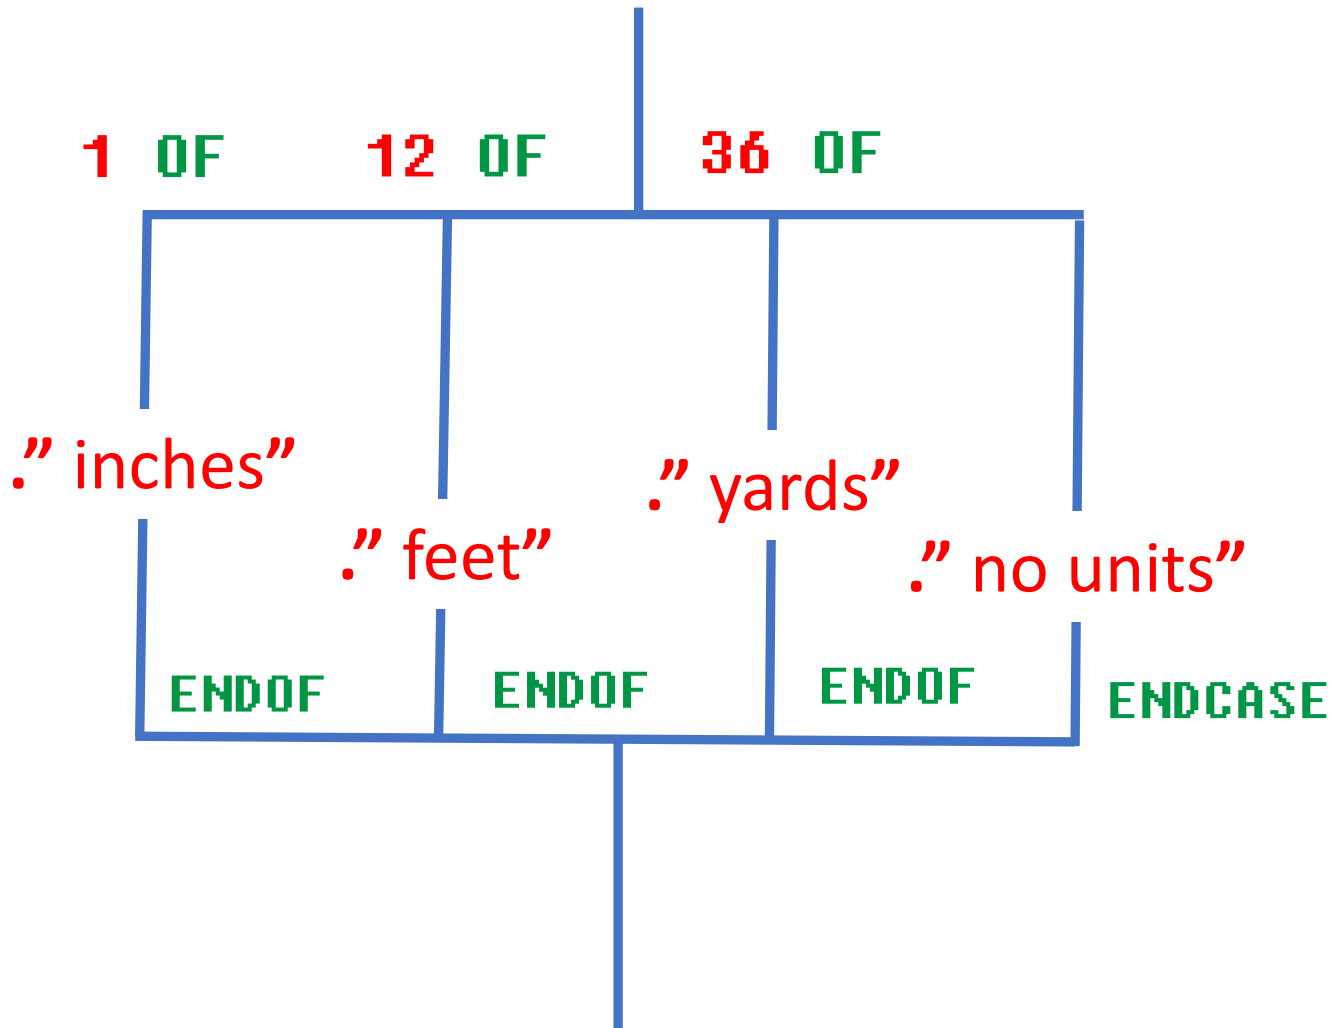 1 OF 12 OF 36 OF
.” inches”
.” yards”
.” feet”
.” no units”
ENDOF ENDOF ENDOF ENDCASE